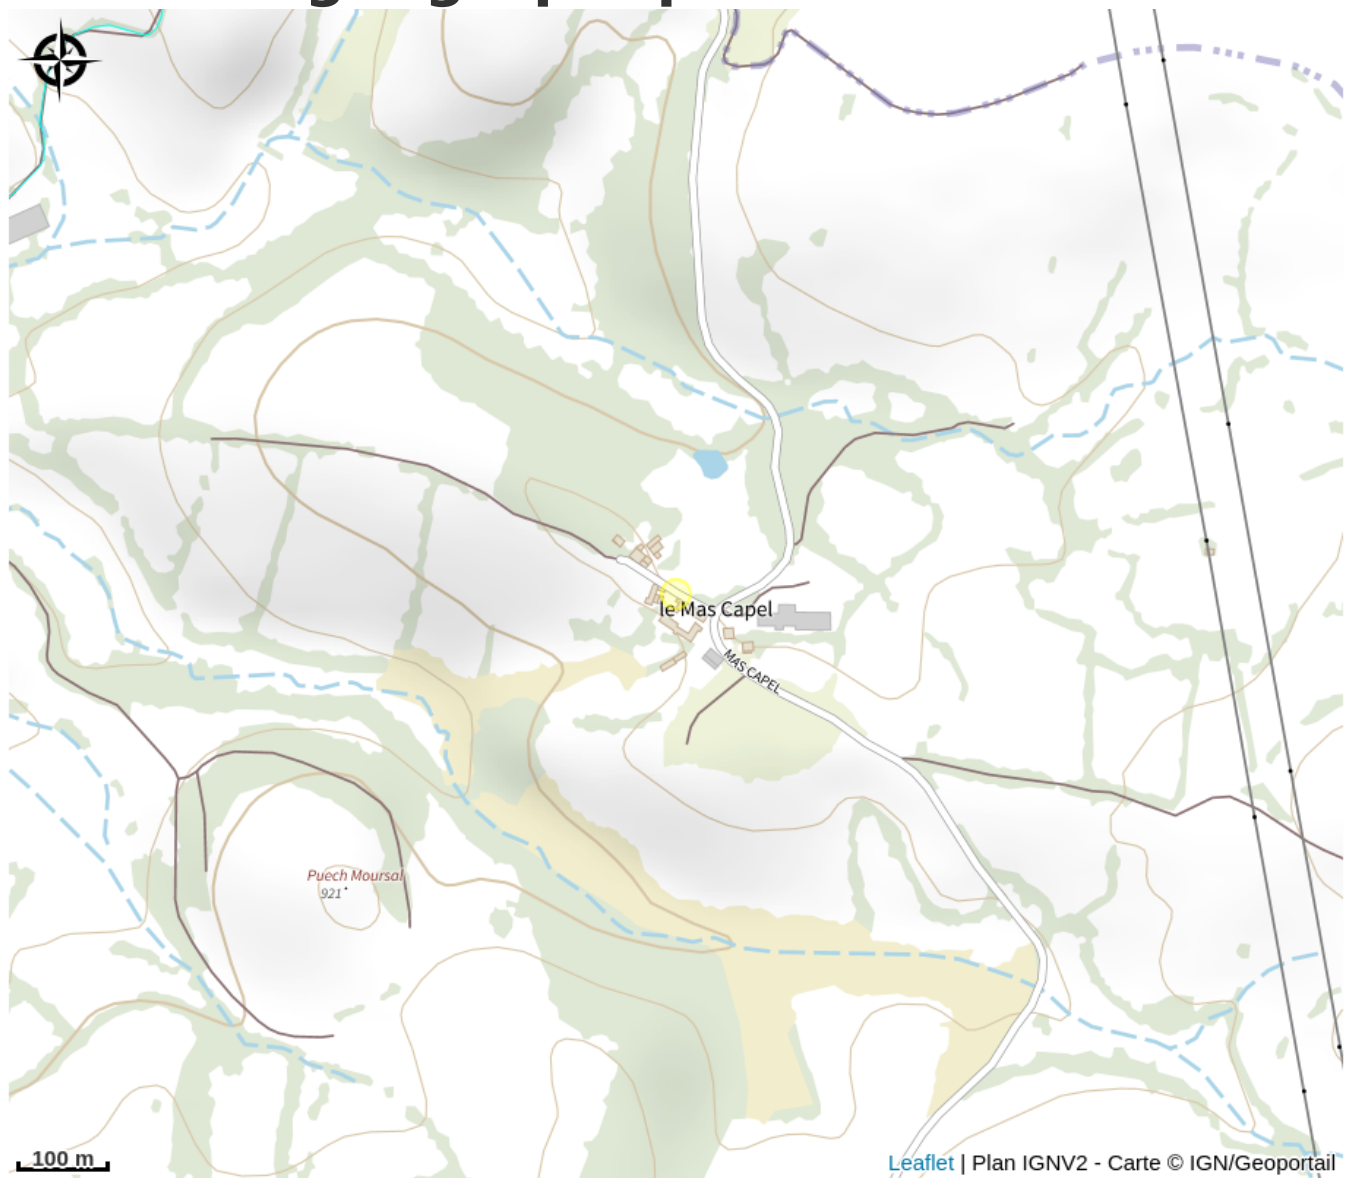 le Mas Capel
MAS CAPEL
Puech Moursal
921
100 m
Leaflet | Plan IGNV2 - Carte © IGN/Geoportail